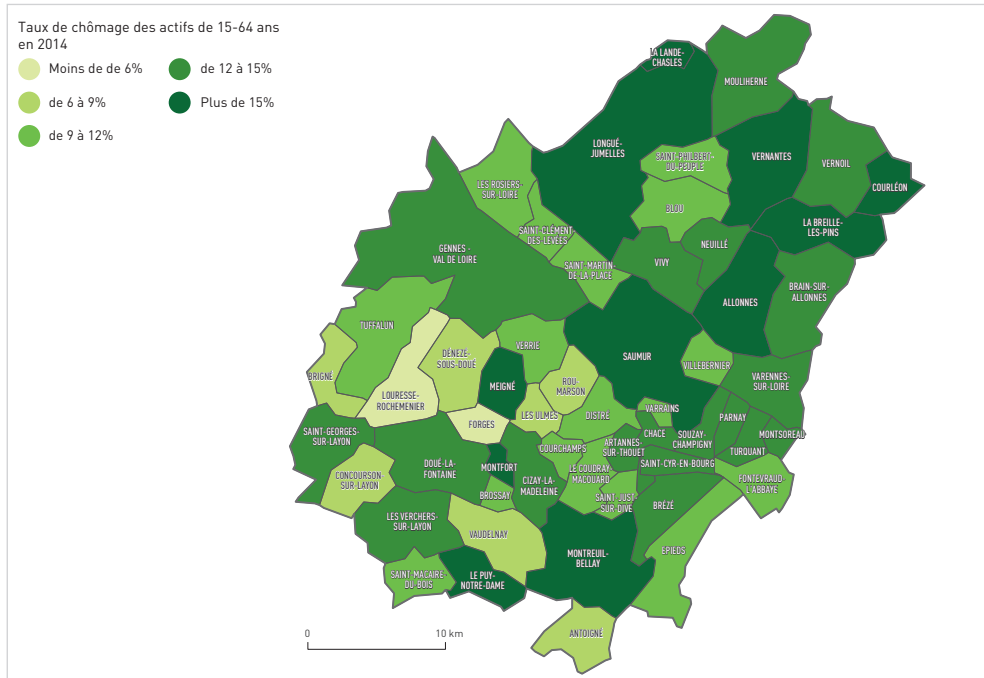 Taux de chômage des actifs de 15-64 ans
en 2014
Moins de de 6%
de 6 à 9%
de 9 à 12%
de 12 à 15%
Plus de 15%
LA LANDE-
CHASLES
MOULIHERNE
LONGUÉ-
JUMELLES
SAINT-PHILBERT-
DU-PEUPLE
VERNANTES
VERNOIL
COURLÉON
LES ROSIERS-
SUR-LOIRE
BLOU
LA BREILLE-
LES-PINS
SAINT-CLÉMENT-
DES-LEVÉES
GENNES -
VAL DE LOIRE
NEUILLÉ
VIVY
SAINT-MARTIN-
DE-LA-PLACE
BRAIN-SUR-
ALLONNES
ALLONNES
TUFFALUN
VERRIE
DÉNEZÉ-
SOUS-DOUÉ
SAUMUR
VILLEBERNIER
BRIGNÉ
MEIGNÉ
ROU-
MARSON
VARENNES-
SUR-LOIRE
LOURESSE-
ROCHEMENIER
VARRAINS
LES ULMES
DISTRÉ
PARNAY
FORGES
SAINT-GEORGES-
SUR-LAYON
CHACÉ
SOUZAY-
CHAMPIGNY
MONTSOREAU
ARTANNES-
SUR-THOUET
COURCHAMPS
TURQUANT
DOUÉ-LA-
FONTAINE
MONTFORT
LE COUDRAY-
MACOUARD
SAINT-CYR-EN-BOURG
CONCOURSON-
SUR-LAYON
CIZAY-LA-
MADELEINE
FONTEVRAUD-
L'ABBAYE
BROSSAY
SAINT-JUST-
SUR-DIVE
BRÉZÉ
LES VERCHERS-
SUR-LAYON
VAUDELNAY
ÉPIEDS
MONTREUIL-
BELLAY
SAINT-MACAIRE-
DU-BOIS
LE PUY-
NOTRE-DAME
ANTOIGNÉ
0
10 km